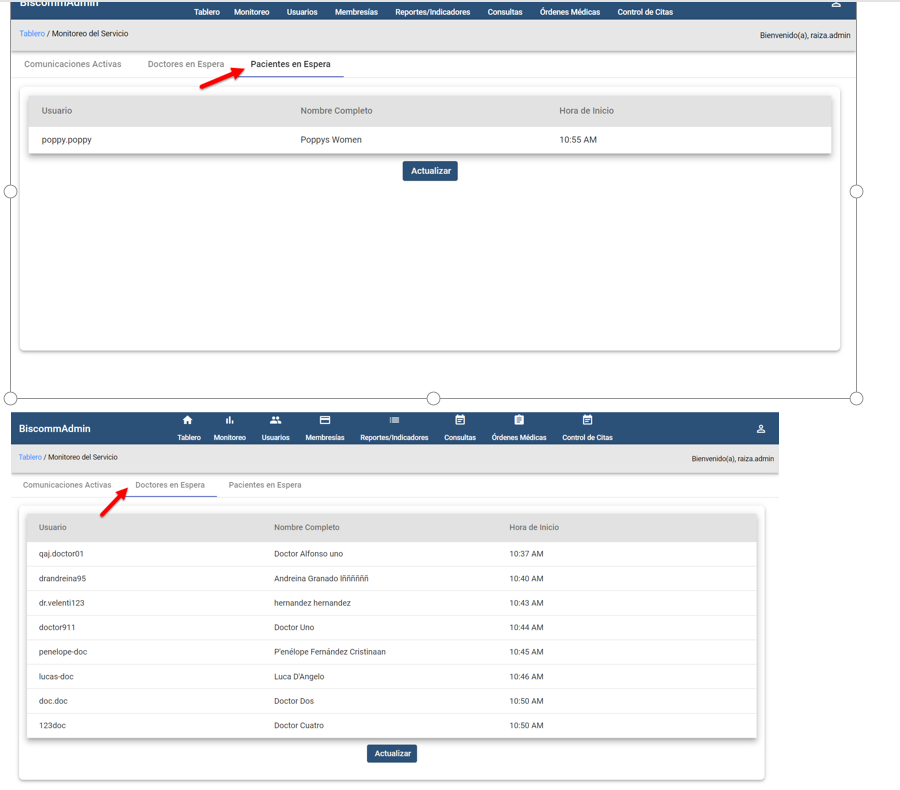 BiscommAdmin
Tablero Monitoreo Usuarios Membresías Reportes/Indicadores Consultas Órdenes Médicas Control de Citas
Tablero / Monitoreo del Servicio
Bienvenido(a), raiza.admin
Comunicaciones Activas Doctores en Espera Pacientes en Espera
Usuario Nombre Completo Hora de Inicio
poppy.poppy Poppys Women 10:55 AM
Actualizar
BiscommAdmin
Tablero Monitoreo Usuarios Membresías Reportes/Indicadores Consultas Órdenes Médicas Control de Citas
Tablero / Monitoreo del Servicio
Bienvenido(a), raiza.admin
Comunicaciones Activas Doctores en Espera Pacientes en Espera
Usuario Nombre Completo Hora de Inicio
qaj.doctor01 Doctor Alfonso uno 10:37 AM
drandreina95 Andreina Granado Iññññññ 10:40 AM
dr.velenti123 hernandez hernandez 10:43 AM
doctor911 Doctor Uno 10:44 AM
penelope-doc P'enélope Fernández Cristinaan 10:45 AM
lucas-doc Luca D'Angelo 10:46 AM
doc.doc Doctor Dos 10:50 AM
123doc Doctor Cuatro 10:50 AM
Actualizar